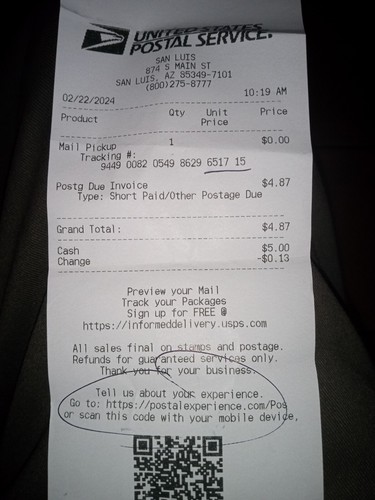 UNITED STATES
POSTAL SERVICE.
SAN LUIS
874 S MAIN ST
SAN LUIS, AZ 85349-7101
(800)275-8777
02/22/2024 10:19 AM
Product Qty Unit Price
Price
Mail Pickup 1 $0.00
Tracking #:
9449 0082 0549 8629 6517 15
Postg Due Invoice $4.87
Type: Short Paid/Other Postage Due
Grand Total: $4.87
Cash $5.00
Change -$0.13
Preview your Mail
Track your Packages
Sign up for FREE @
https://informeddelivery.usps.com
All sales final on stamps and postage.
Refunds for guaranteed services only.
Thank you for your business.
Tell us about your experience.
Go to: https://postalexperience.com/Pos
or scan this code with your mobile device,